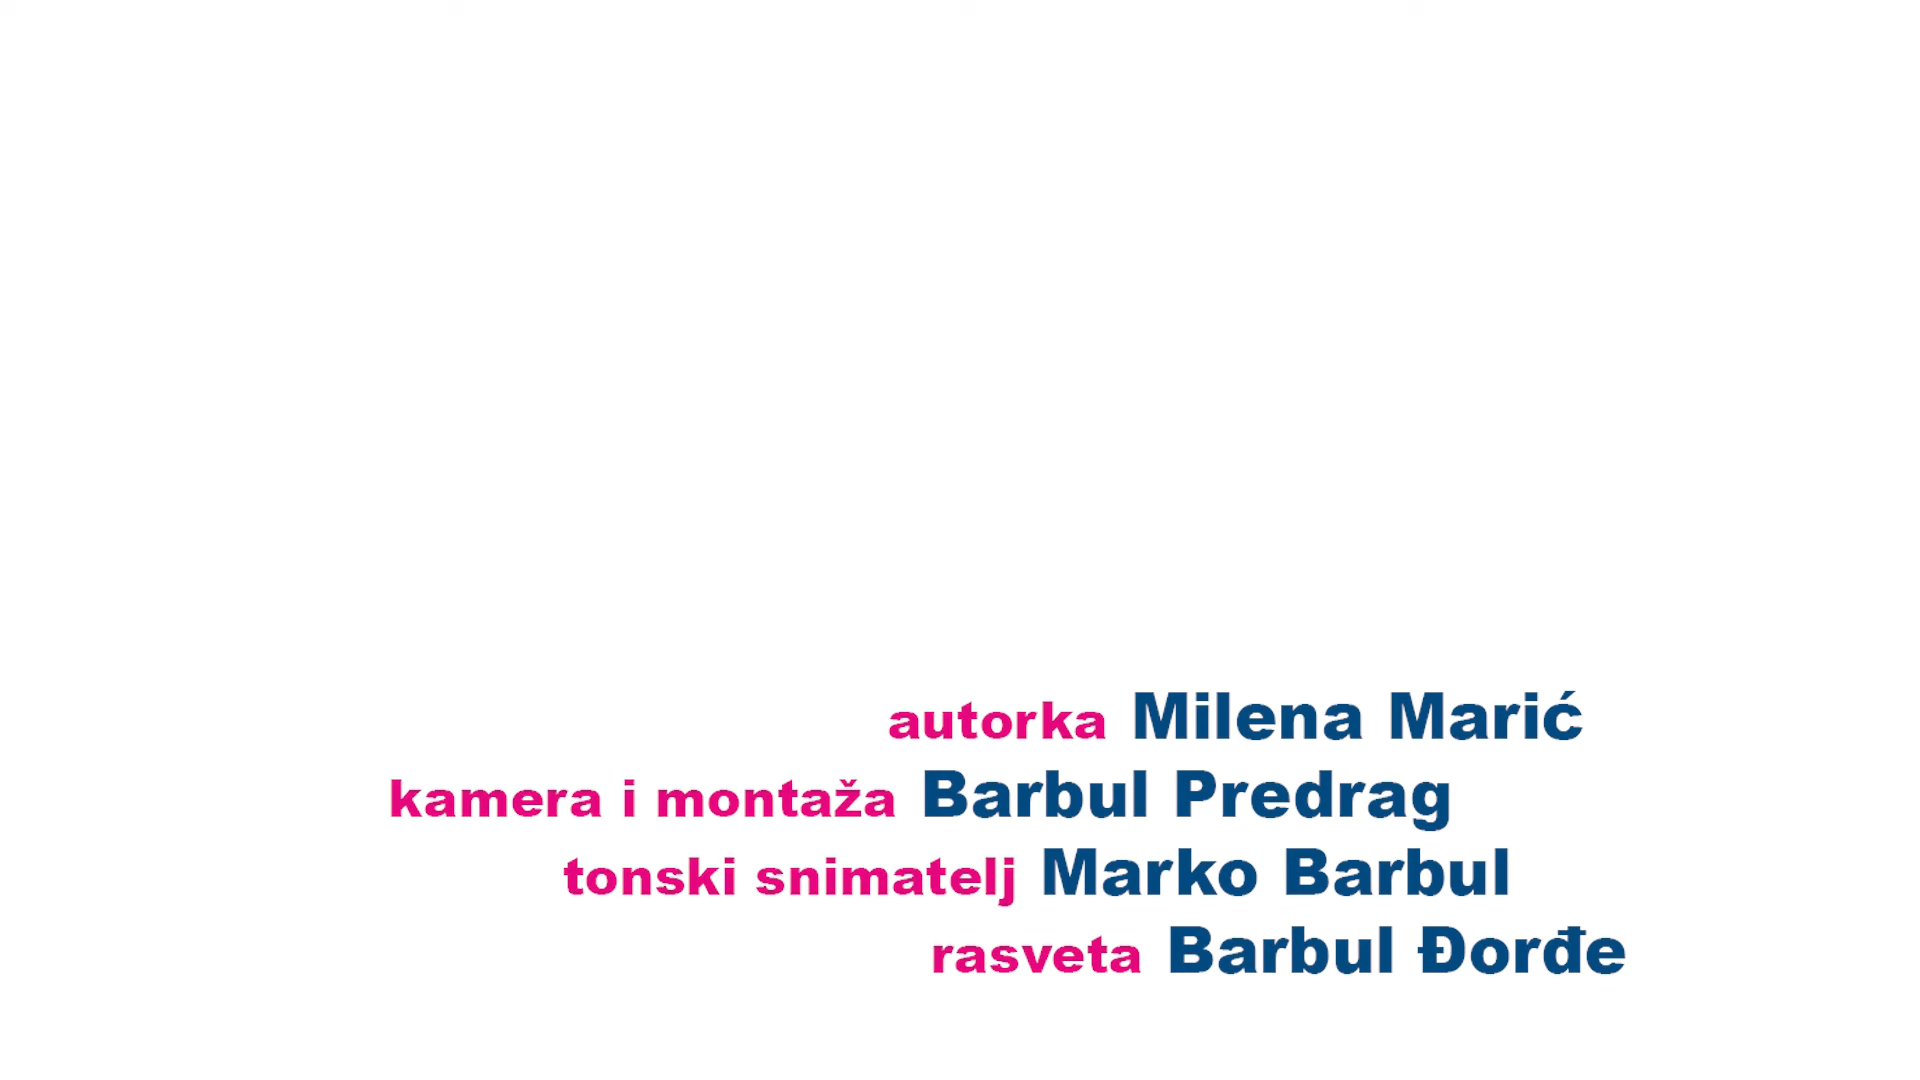 autorka Milena Marić
kamera i montaža Barbul Predrag
tonski snimatelj Marko Barbul
rasveta Barbul Đorđe